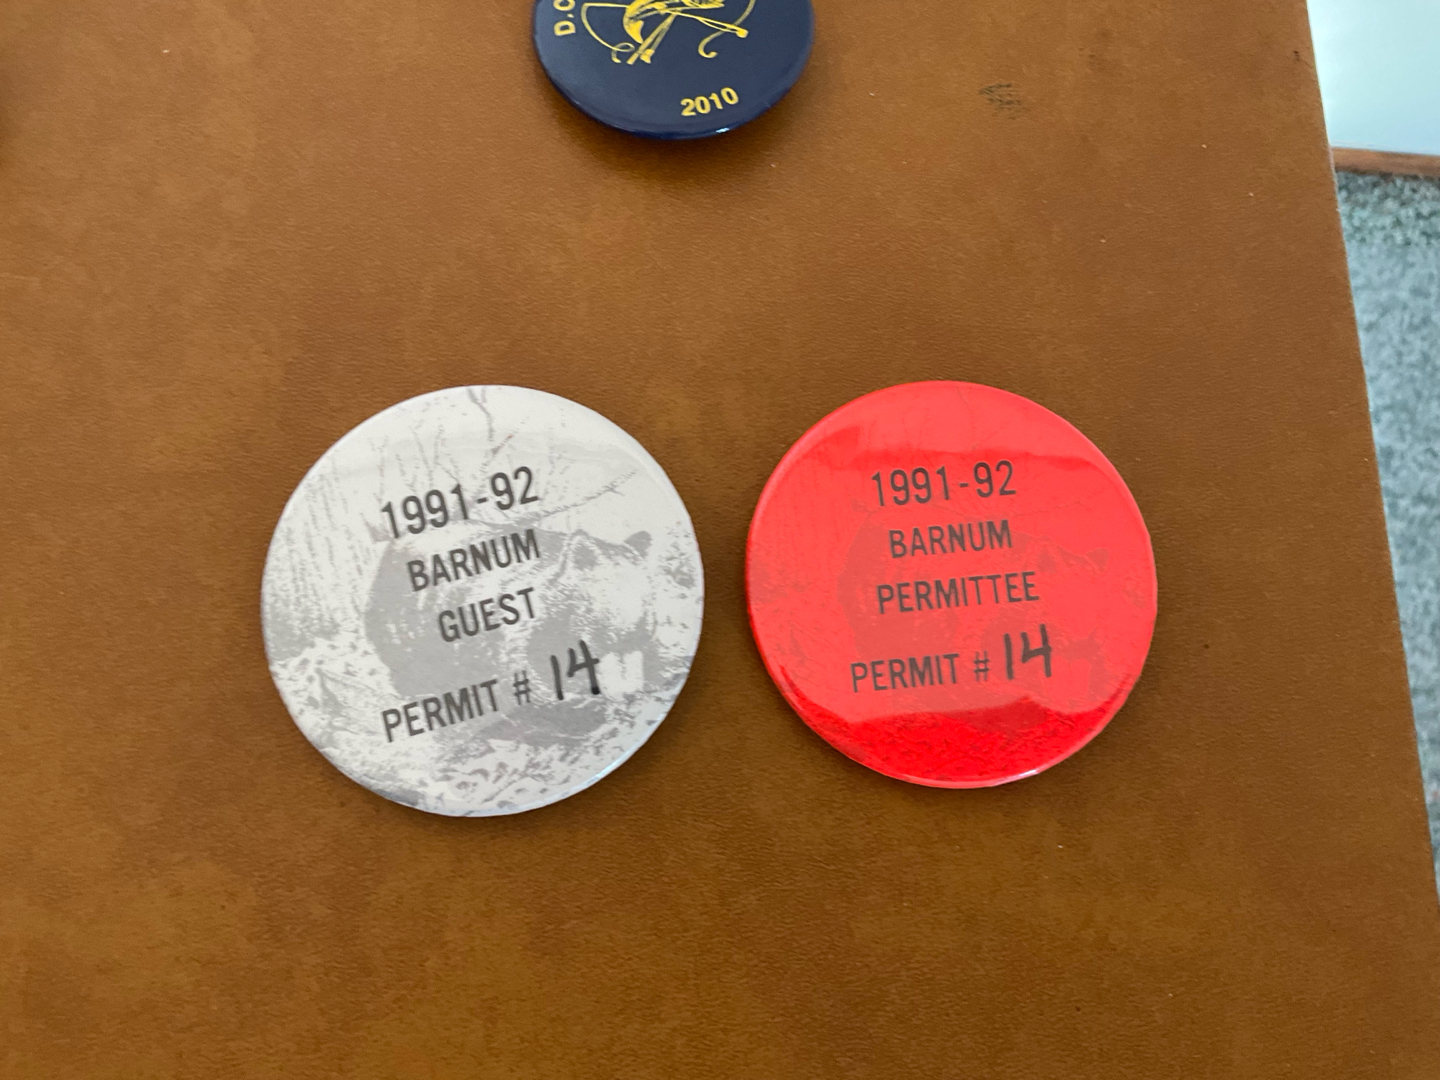 D.C
2010
1991-92
BARNUM
GUEST
PERMIT # 14
1991-92
BARNUM
PERMITTEE
PERMIT # 14